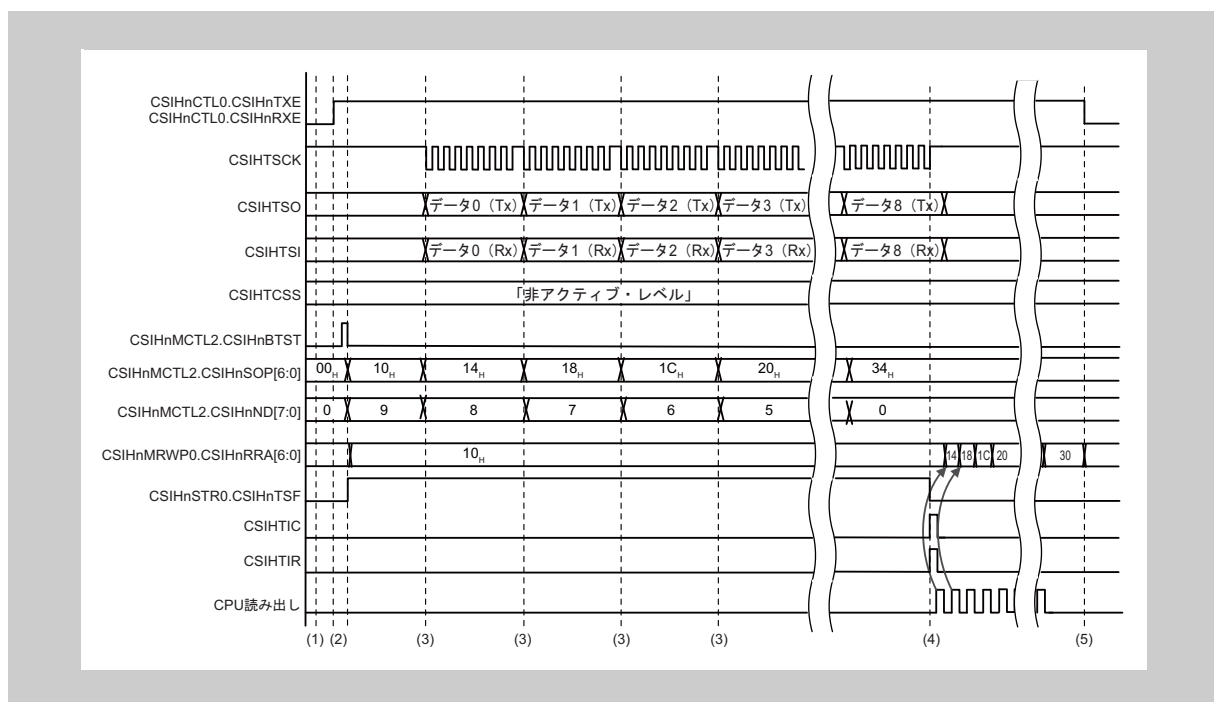 CSIHnCTL0.CSIHnTXE
CSIHnCTL0.CSIHnRXE
CSIHTSCK
CSIHTSO データ0（Tx） データ1（Tx） データ2（Tx） データ3（Tx） データ8（Tx）
CSIHTSI データ0（Rx） データ1（Rx） データ2（Rx） データ3（Rx） データ8（Rx）
CSIHTCSS 「非アクティブ・レベル」
CSIHnMCTL2.CSIHnBTST
CSIHnMCTL2.CSIHnSOP[6:0] 00H 10H 14H 18H 1CH 20H 34H
CSIHnMCTL2.CSIHnND[7:0] 0 9 8 7 6 5 0
CSIHnMRWP0.CSIHnRRA[6:0] 10H 14 18 1C 20 30
CSIHnSTR0.CSIHnTSF
CSIHTIC
CSIHTIR
CPU読み出し
(1) (2) (3) (3) (3) (3) (4) (5)